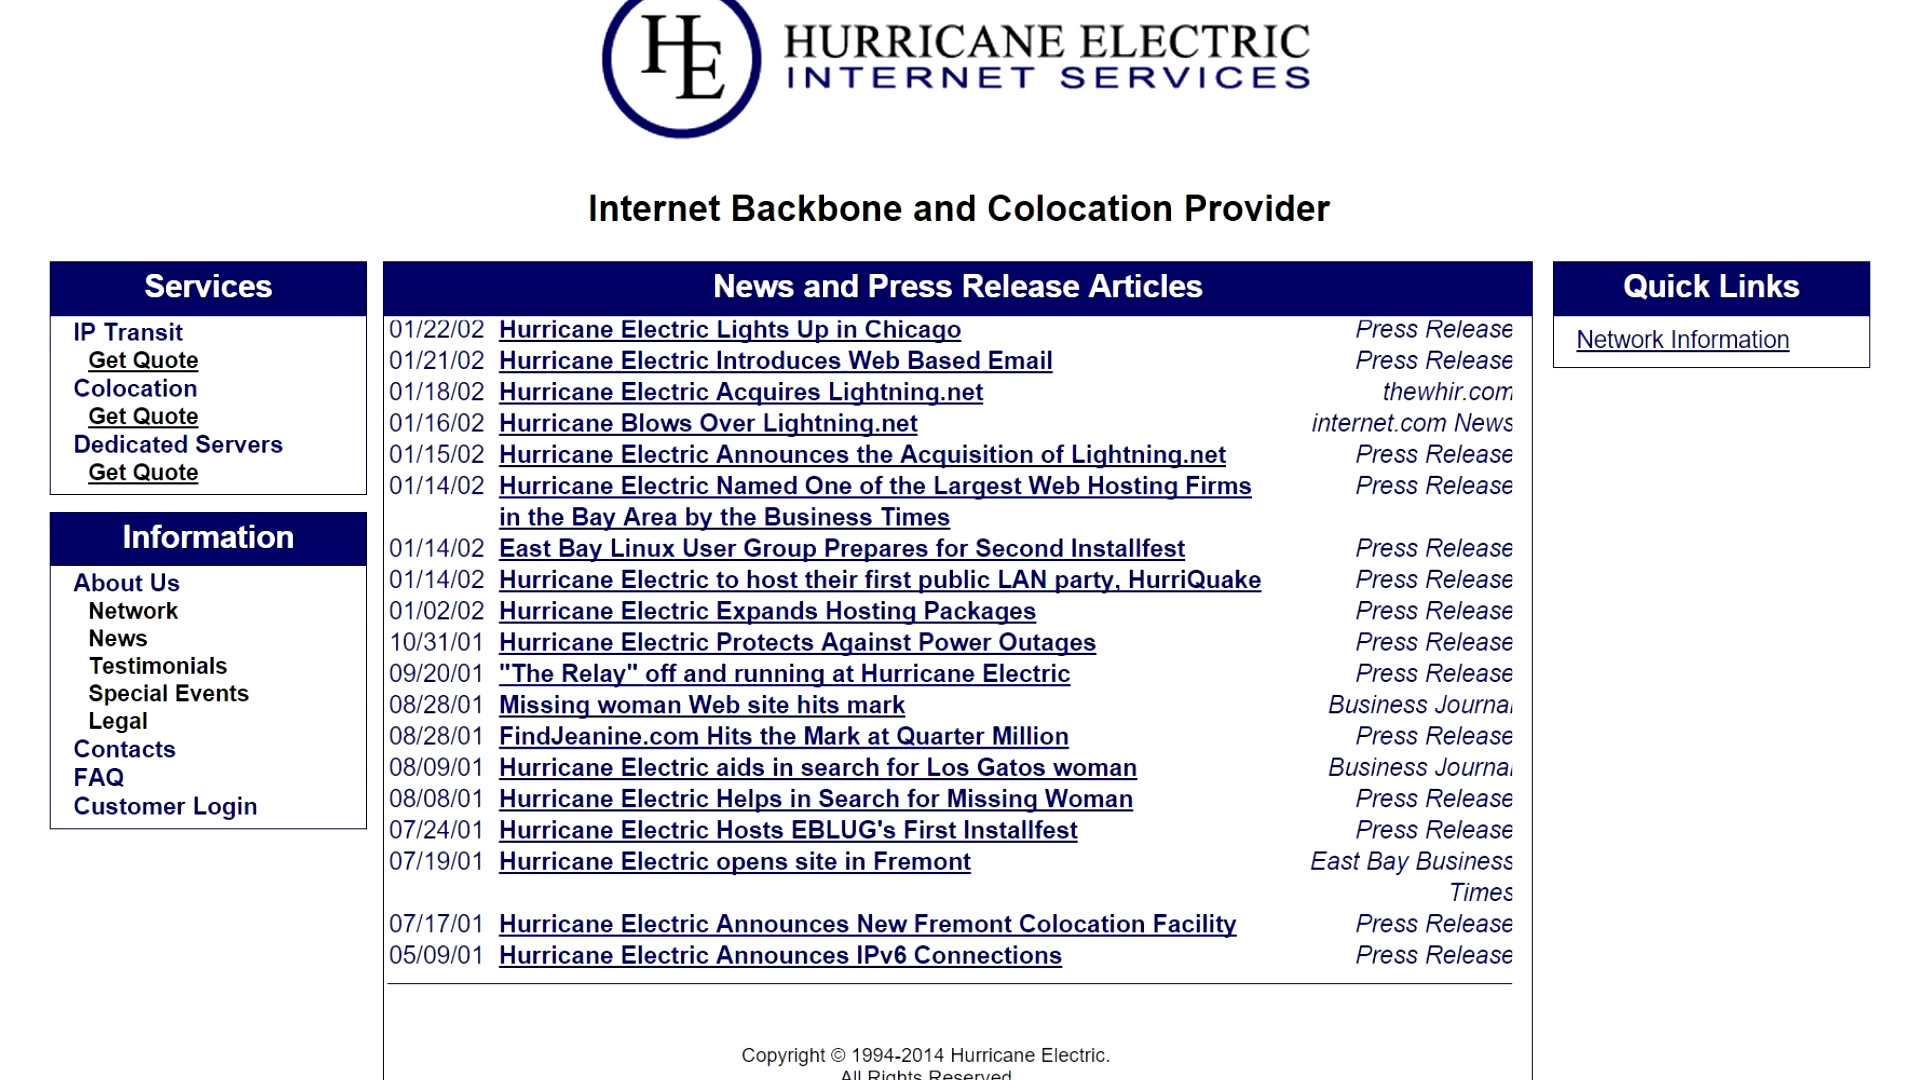 HE
HURRICANE ELECTRIC
INTERNET SERVICES
Internet Backbone and Colocation Provider
Services
IP Transit
Get Quote
Colocation
Get Quote
Dedicated Servers
Get Quote
Information
About Us
Network
News
Testimonials
Special Events
Legal
Contacts
FAQ
Customer Login
News and Press Release Articles
01/22/02 Hurricane Electric Lights Up in Chicago Press Release
01/21/02 Hurricane Electric Introduces Web Based Email Press Release
01/18/02 Hurricane Electric Acquires Lightning.net thewhir.com
01/16/02 Hurricane Blows Over Lightning.net internet.com News
01/15/02 Hurricane Electric Announces the Acquisition of Lightning.net Press Release
01/14/02 Hurricane Electric Named One of the Largest Web Hosting Firms Press Release
in the Bay Area by the Business Times
01/14/02 East Bay Linux User Group Prepares for Second Installfest Press Release
01/14/02 Hurricane Electric to host their first public LAN party, HurriQuake Press Release
01/02/02 Hurricane Electric Expands Hosting Packages Press Release
10/31/01 Hurricane Electric Protects Against Power Outages Press Release
09/20/01 "The Relay" off and running at Hurricane Electric Press Release
08/28/01 Missing woman Web site hits mark Business Journal
08/28/01 FindJeanine.com Hits the Mark at Quarter Million Press Release
08/09/01 Hurricane Electric aids in search for Los Gatos woman Business Journal
08/08/01 Hurricane Electric Helps in Search for Missing Woman Press Release
07/24/01 Hurricane Electric Hosts EBLUG's First Installfest Press Release
07/19/01 Hurricane Electric opens site in Fremont East Bay Business
Times
07/17/01 Hurricane Electric Announces New Fremont Colocation Facility Press Release
05/09/01 Hurricane Electric Announces IPv6 Connections Press Release
Copyright © 1994-2014 Hurricane Electric.
All Rights Reserved
Quick Links
Network Information